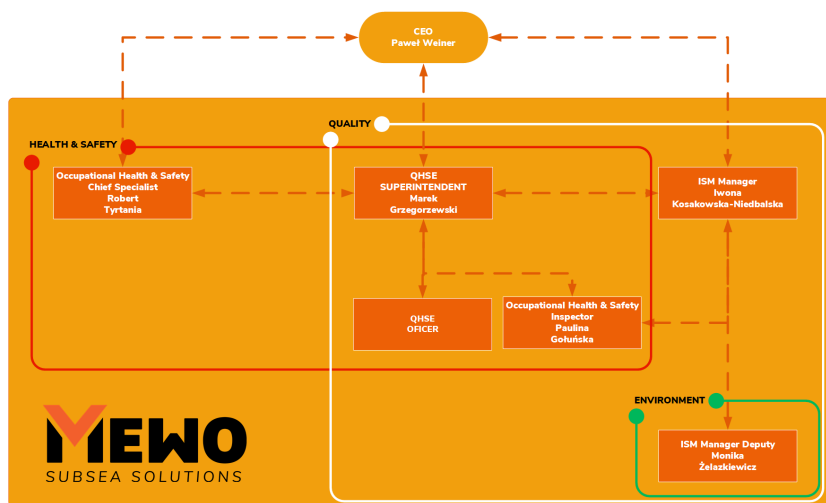 CEO
Paweł Weiner
QUALITY
HEALTH & SAFETY
Occupational Health & Safety
Chief Specialist
Robert
Tyrtania
QHSE
SUPERINTENDENT
Marek
Grzegorzewski
ISM Manager
Iwona
Kosakowska-Niedbalska
QHSE
OFICER
Occupational Health & Safety
Inspector
Paulina
Gołuńska
ENVIRONMENT
ISM Manager Deputy
Monika
Żelazkiewicz
MEWO
SUBSEA SOLUTIONS